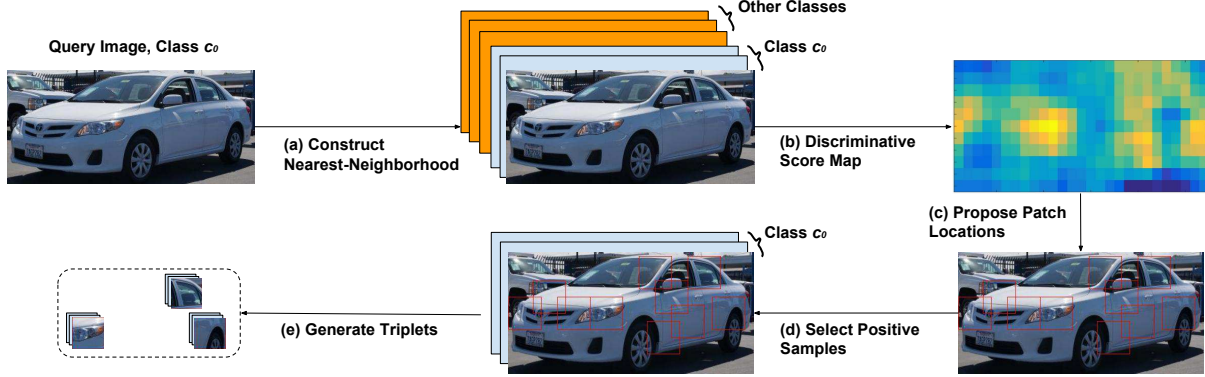 Query Image, Class c₀
Other Classes
Class c₀
(a) Construct
Nearest-Neighborhood
(b) Discriminative
Score Map
(c) Propose Patch
Locations
Class c₀
(d) Select Positive
Samples
(e) Generate Triplets